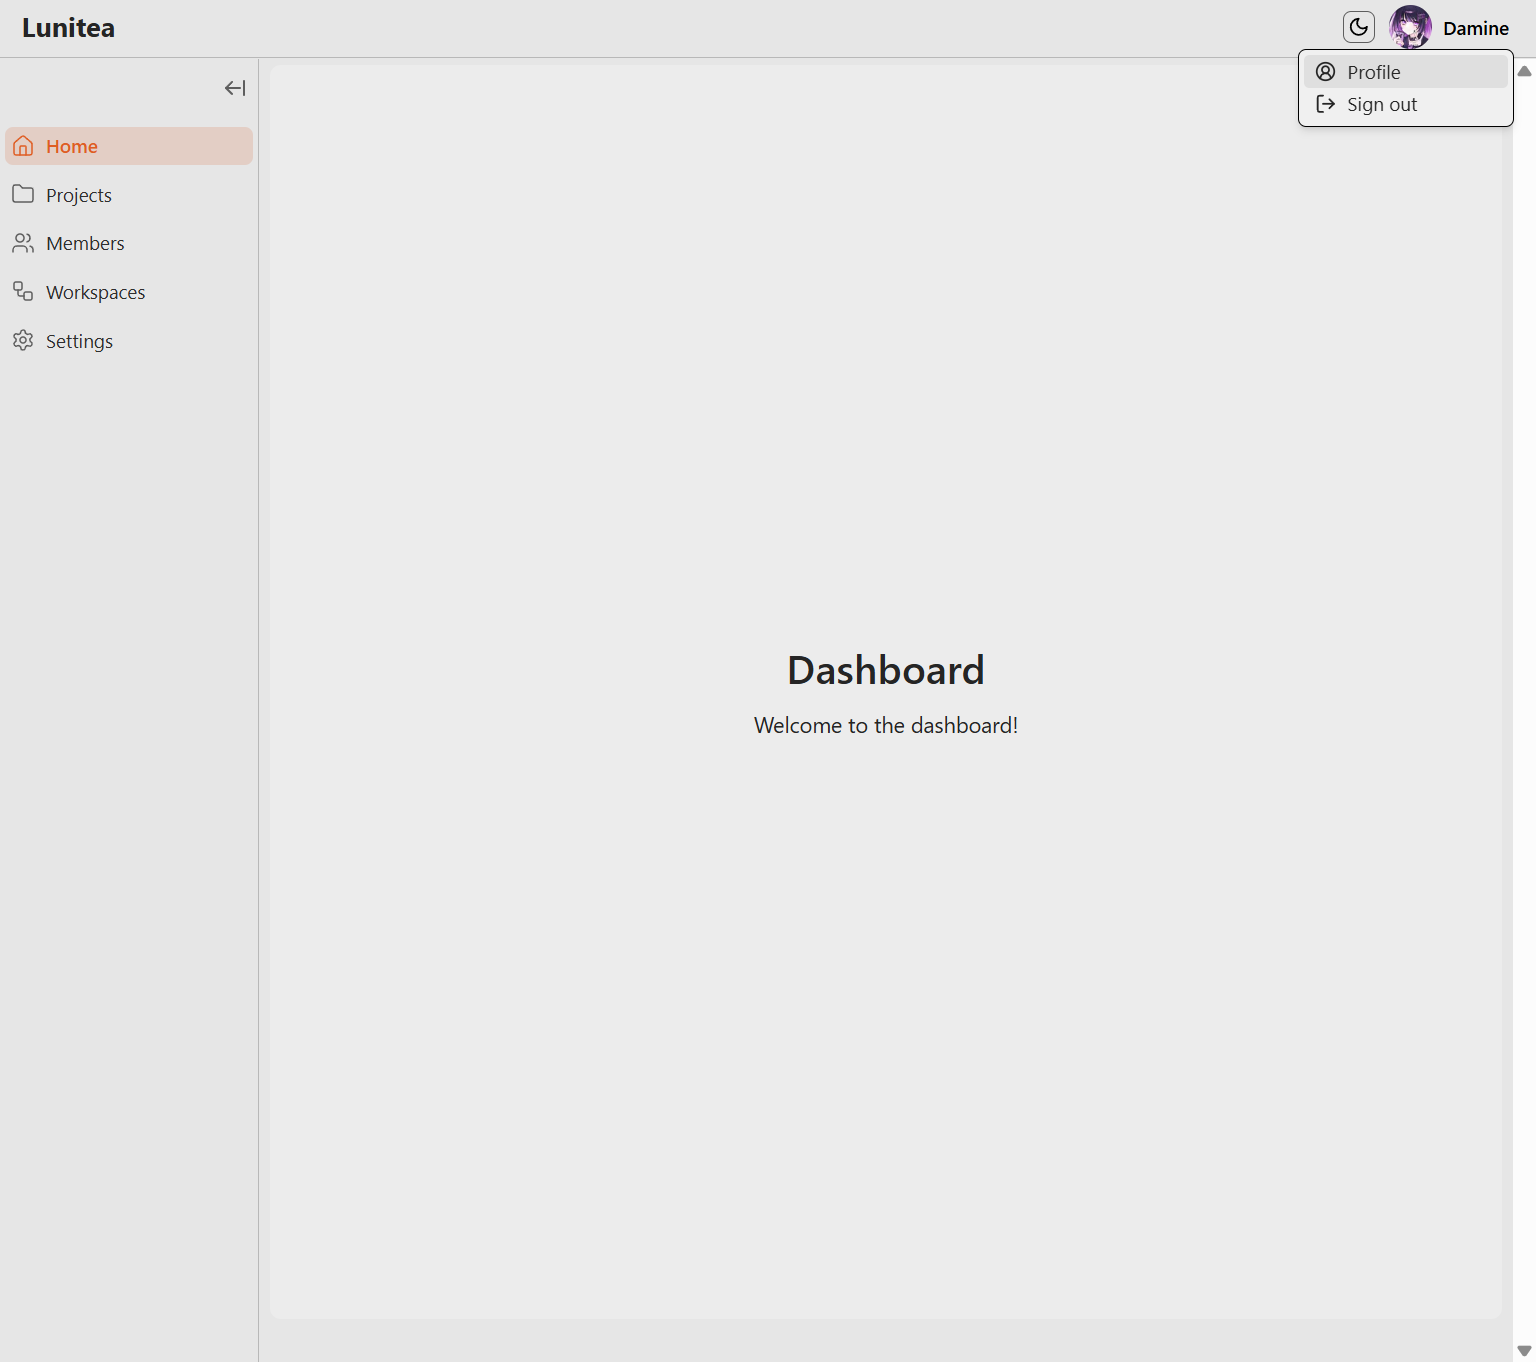 Lunitea
Damine
Profile
Sign out
Home
Projects
Members
Workspaces
Settings
Dashboard
Welcome to the dashboard!